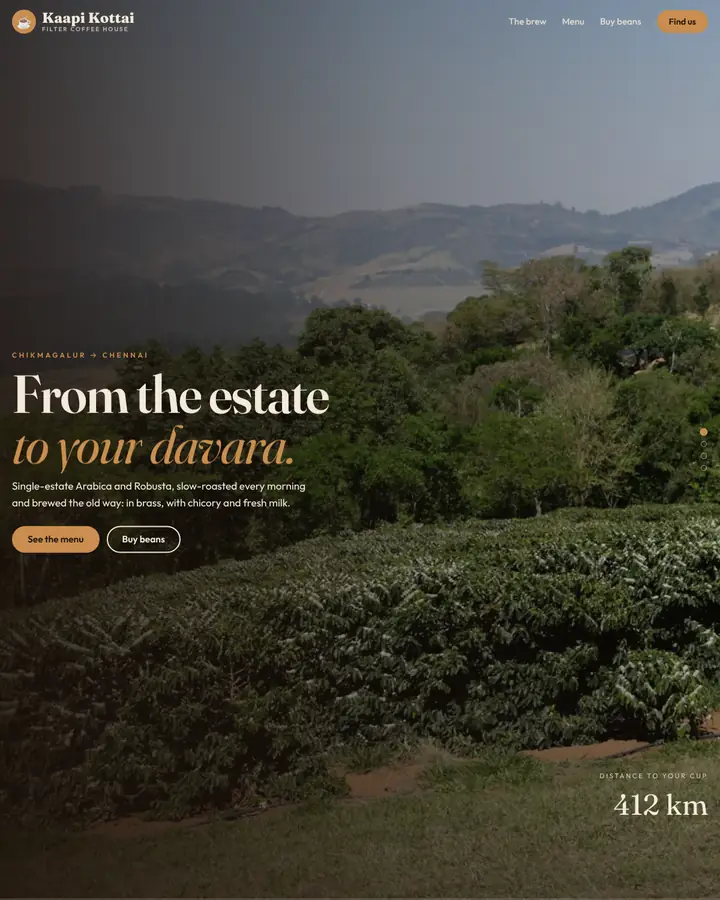 Kaapi Kottai
FILTER COFFEE HOUSE
The brew
Menu
Buy beans
Find us
CHIKMAGALUR → CHENNAI
From the estate
to your davara.
Single-estate Arabica and Robusta, slow-roasted every morning
and brewed the old way: in brass, with chicory and fresh milk.
See the menu
Buy beans
DISTANCE TO YOUR CUP
412 km